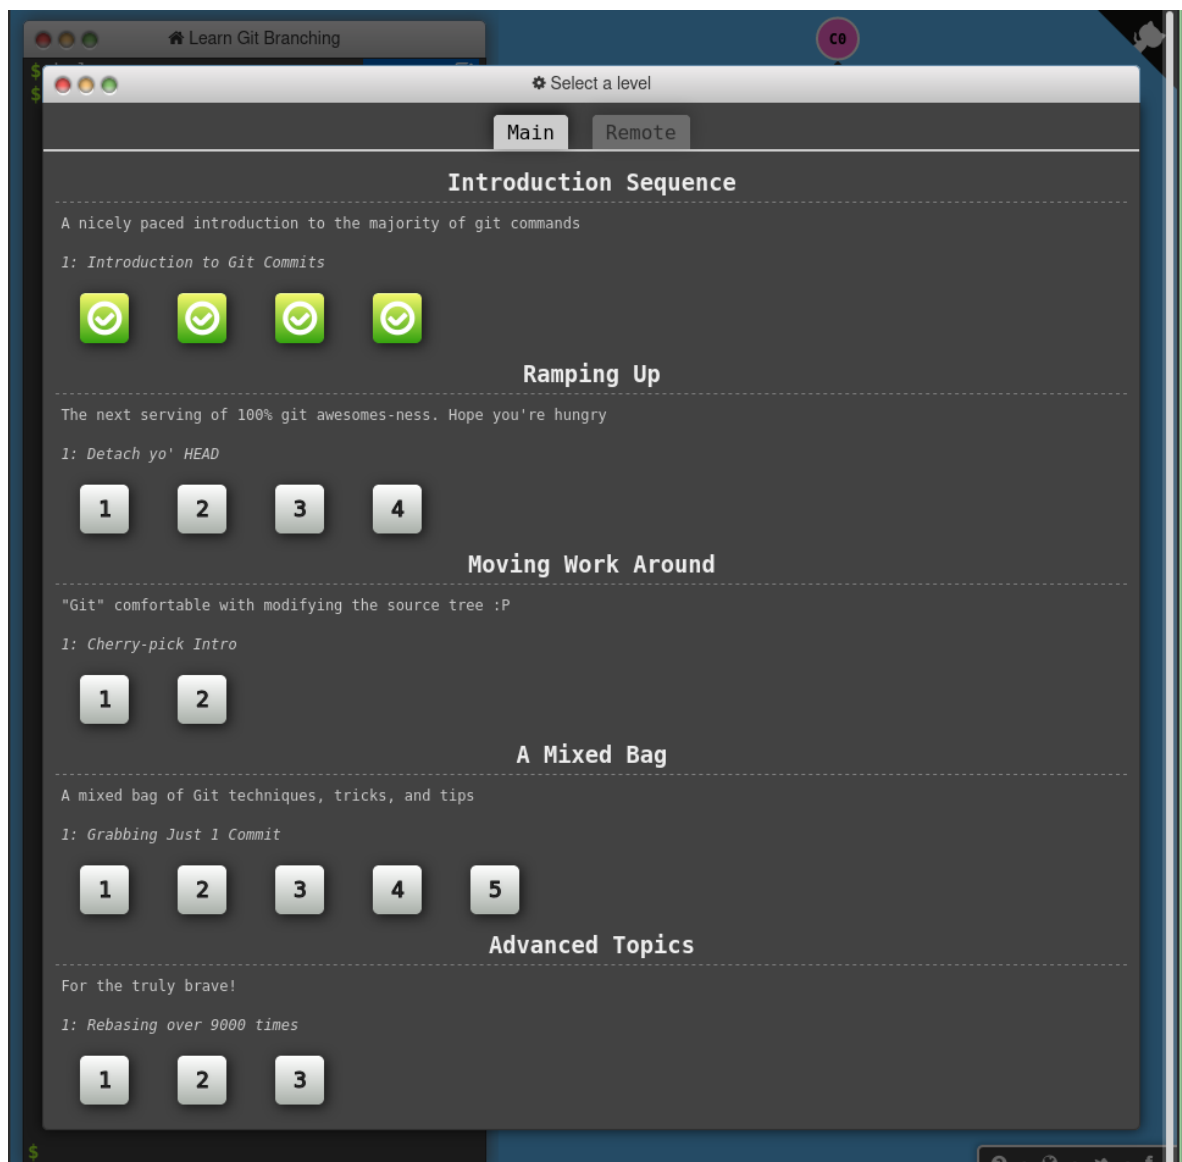 Learn Git Branching
C0
$
$
Select a level
Main
Remote
Introduction Sequence
A nicely paced introduction to the majority of git commands
1: Introduction to Git Commits
Ramping Up
The next serving of 100% git awesomes-ness. Hope you're hungry
1: Detach yo' HEAD
1 2 3 4
Moving Work Around
"Git" comfortable with modifying the source tree :P
1: Cherry-pick Intro
1 2
A Mixed Bag
A mixed bag of Git techniques, tricks, and tips
1: Grabbing Just 1 Commit
1 2 3 4 5
Advanced Topics
For the truly brave!
1: Rebasing over 9000 times
1 2 3
$